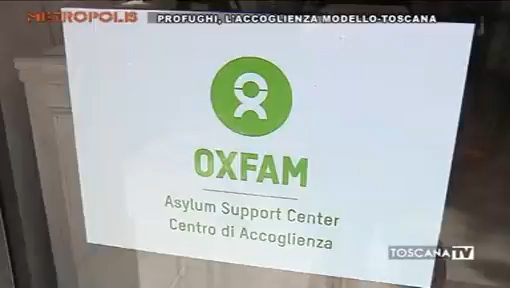 METROPOLIS
PROFUGHI, L'ACCOGLIENZA MODELLO-TOSCANA
OXFAM
Asylum Support Center
Centro di Accoglienza
TOSCANA TV